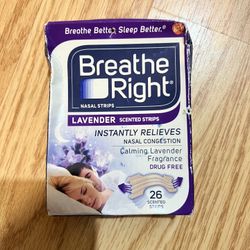 Breathe Better, Sleep Better.®
Breathe
Right®
NASAL STRIPS
LAVENDER SCENTED STRIPS
INSTANTLY RELIEVES
NASAL CONGESTION
Calming Lavender
Fragrance
DRUG FREE
26
SCENTED
STRIPS